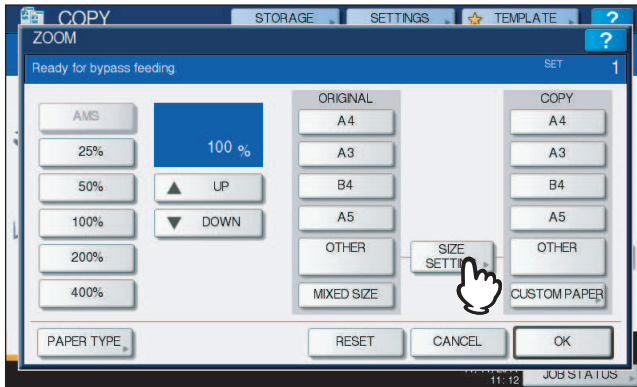 COPY
STORAGE
SETTINGS
TEMPLATE
?
ZOOM
?
Ready for bypass feeding.
SET
1
AMS
25%
50%
100%
200%
400%
100 %
UP
DOWN
ORIGINAL
A4
A3
B4
A5
OTHER
MIXED SIZE
SIZE
COPY
A4
A3
B4
A5
OTHER
CUSTOM PAPER
PAPER TYPE
RESET
CANCEL
OK
11:12
JOB STATUS